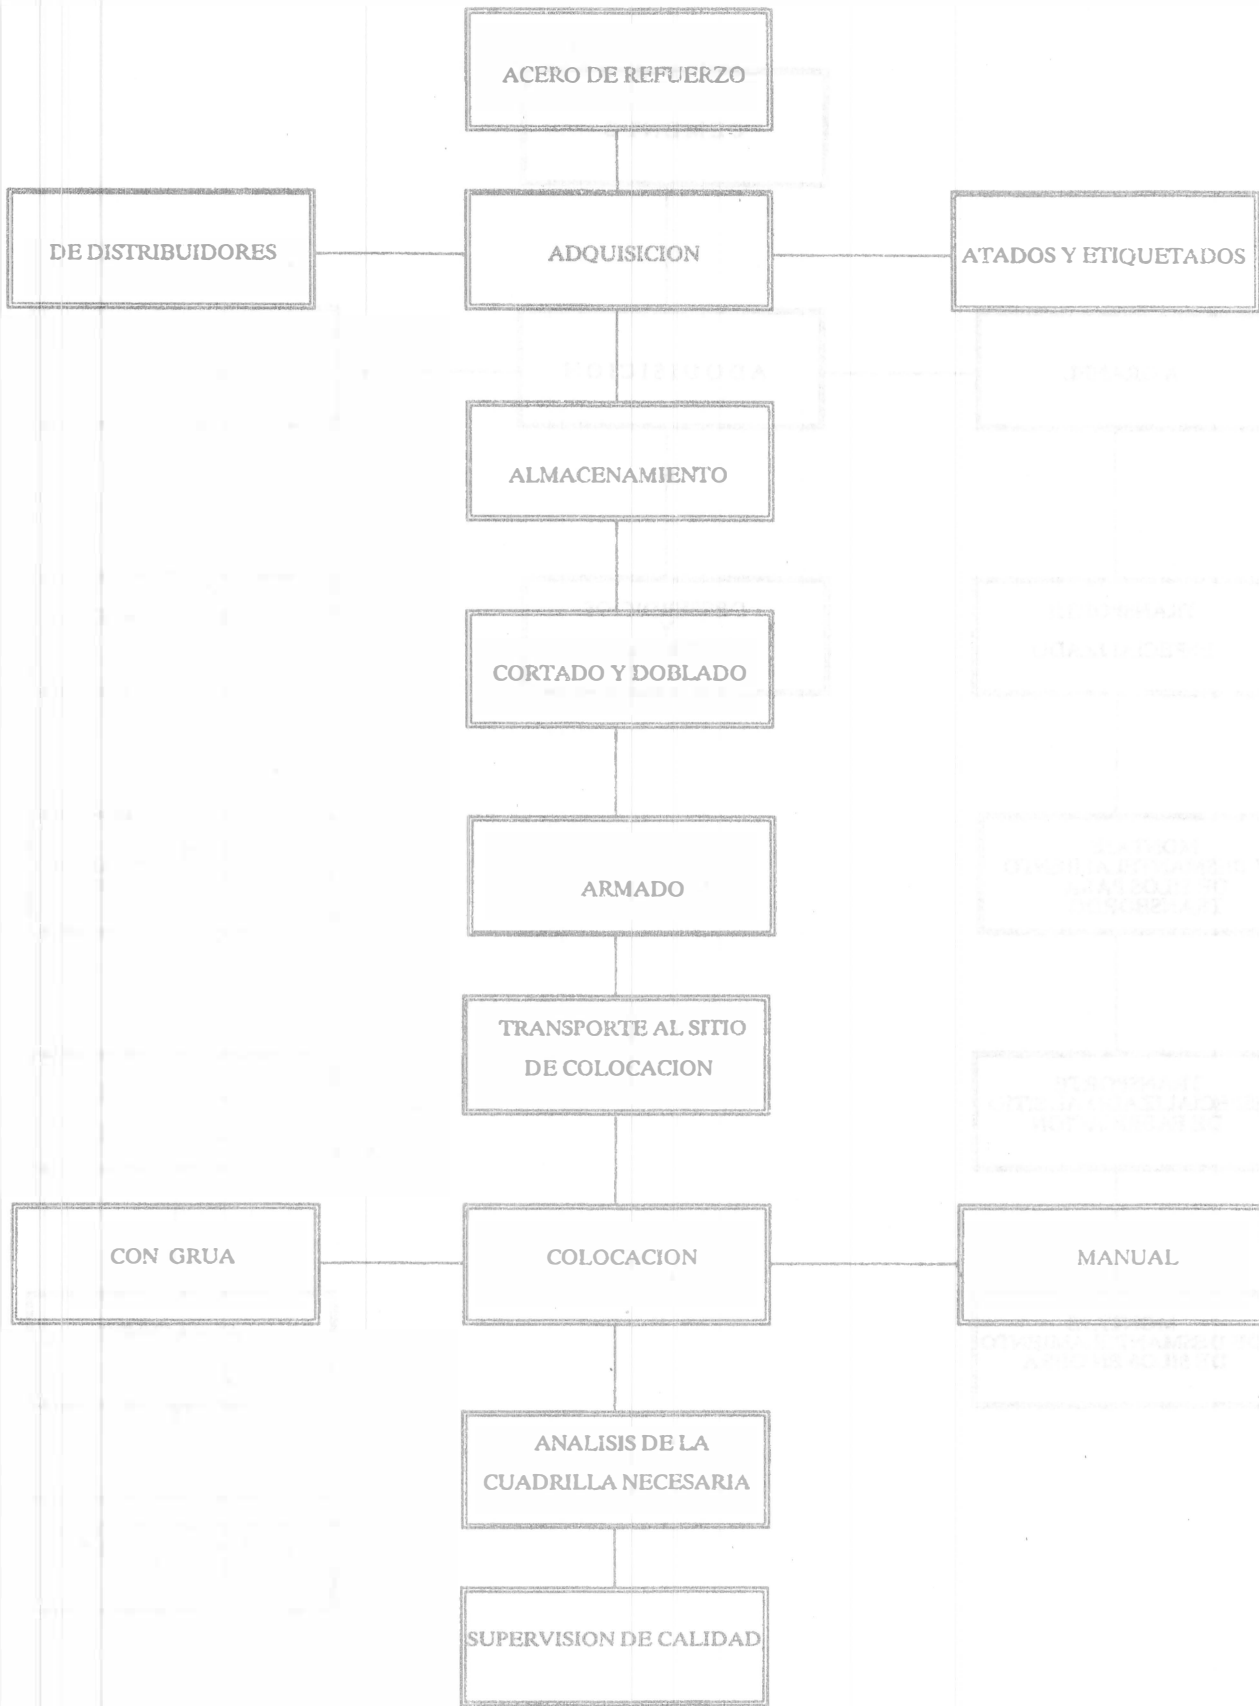 ACERO DE REFUERZO
DE DISTRIBUIDORES
ADQUISICION
ATADOS Y ETIQUETADOS
ALMACENAMIENTO
CORTADO Y DOBLADO
ARMADO
TRANSPORTE AL SITIO
DE COLOCACION
CON GRUA
COLOCACION
MANUAL
ANALISIS DE LA
CUADRILLA NECESARIA
SUPERVISION DE CALIDAD